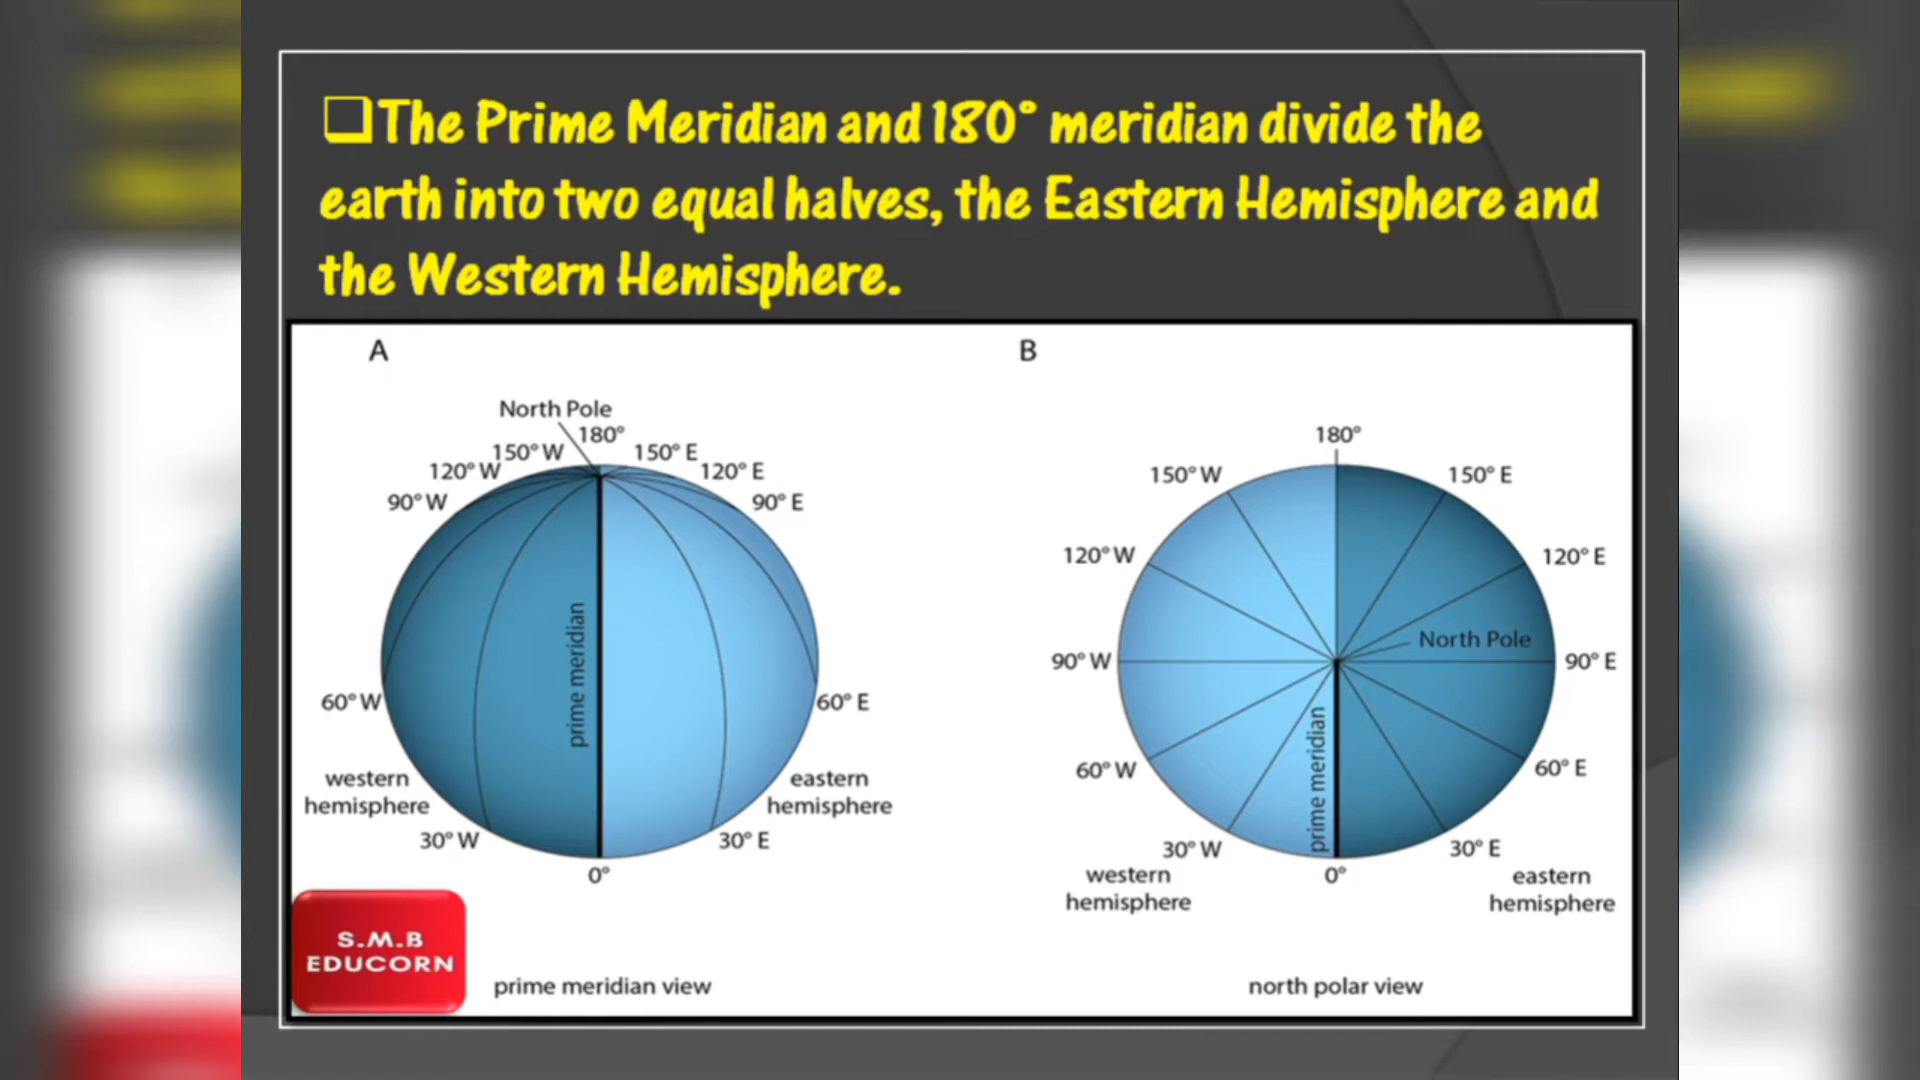 ❑The Prime Meridian and 180° meridian divide the
earth into two equal halves, the Eastern Hemisphere and
the Western Hemisphere.
A
North Pole
180°
150° W
150° E
120° W
120° E
90° W
90° E
prime meridian
60° W
60° E
western
hemisphere
eastern
hemisphere
30° W
30° E
0°
prime meridian view
B
180°
150° W
150° E
120° W
120° E
North Pole
90° W
90° E
prime meridian
60° W
60° E
30° W
30° E
0°
western
hemisphere
eastern
hemisphere
north polar view
S.M.B
EDUCORN